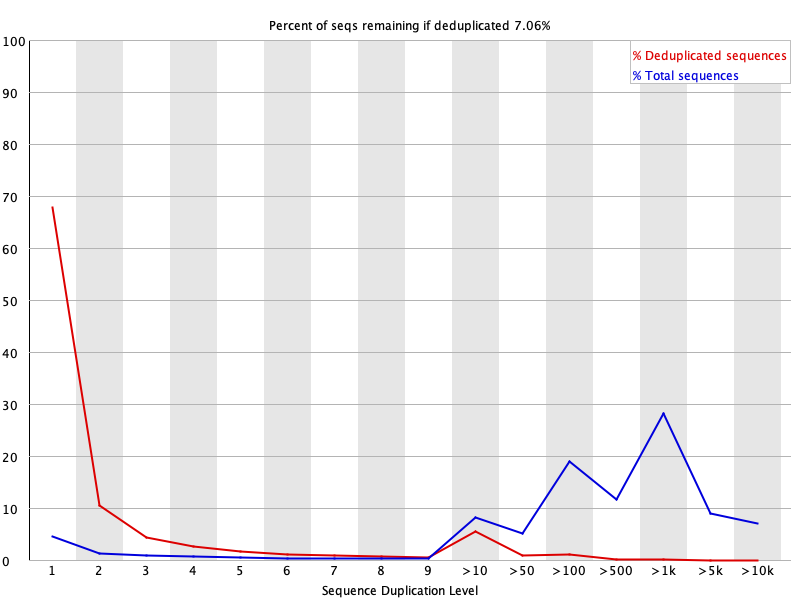 Percent of seqs remaining if deduplicated 7.06%
% Deduplicated sequences
% Total sequences
100
90
80
70
60
50
40
30
20
10
0
1 2 3 4 5 6 7 8 9 >10 >50 >100 >500 >1k >5k >10k
Sequence Duplication Level